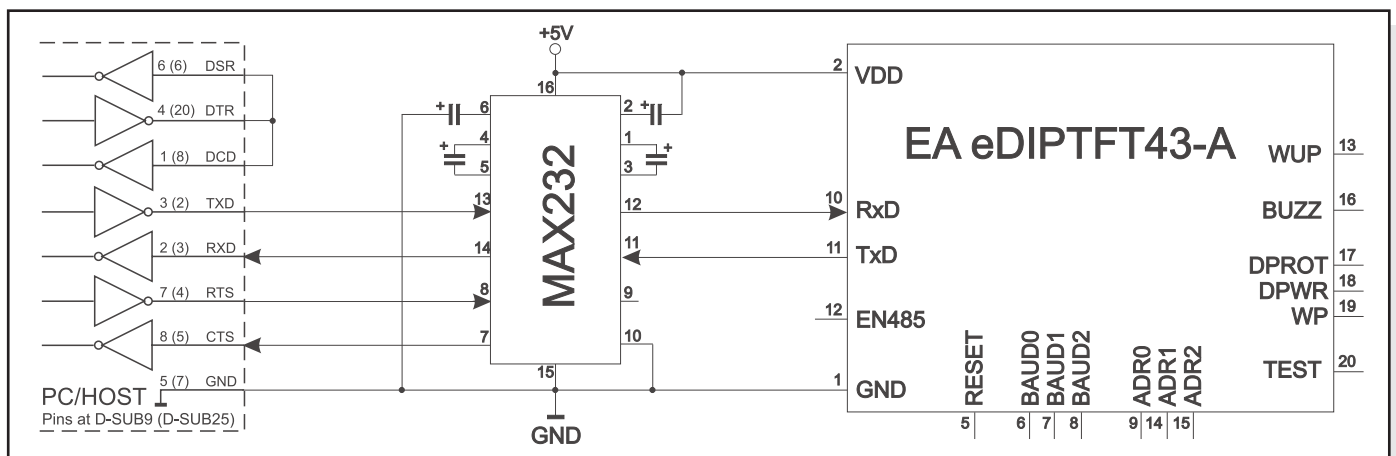 +5V
6 (6) DSR
4 (20) DTR
1 (8) DCD
3 (2) TXD
2 (3) RXD
7 (4) RTS
8 (5) CTS
5 (7) GND
PC/HOST
Pins at D-SUB9 (D-SUB25)
16
6
4
5
13
14
8
7
15
MAX232
2
1
3
12
11
9
10
GND
EA eDIPTFT43-A
2 VDD
10 RxD
11 TxD
12 EN485
1 GND
RESET
5
BAUD0
6
BAUD1
7
BAUD2
8
ADR0
9
ADR1
14
ADR2
15
WUP 13
BUZZ 16
DPROT 17
DPWR 18
WP 19
TEST 20
+
+
+
+